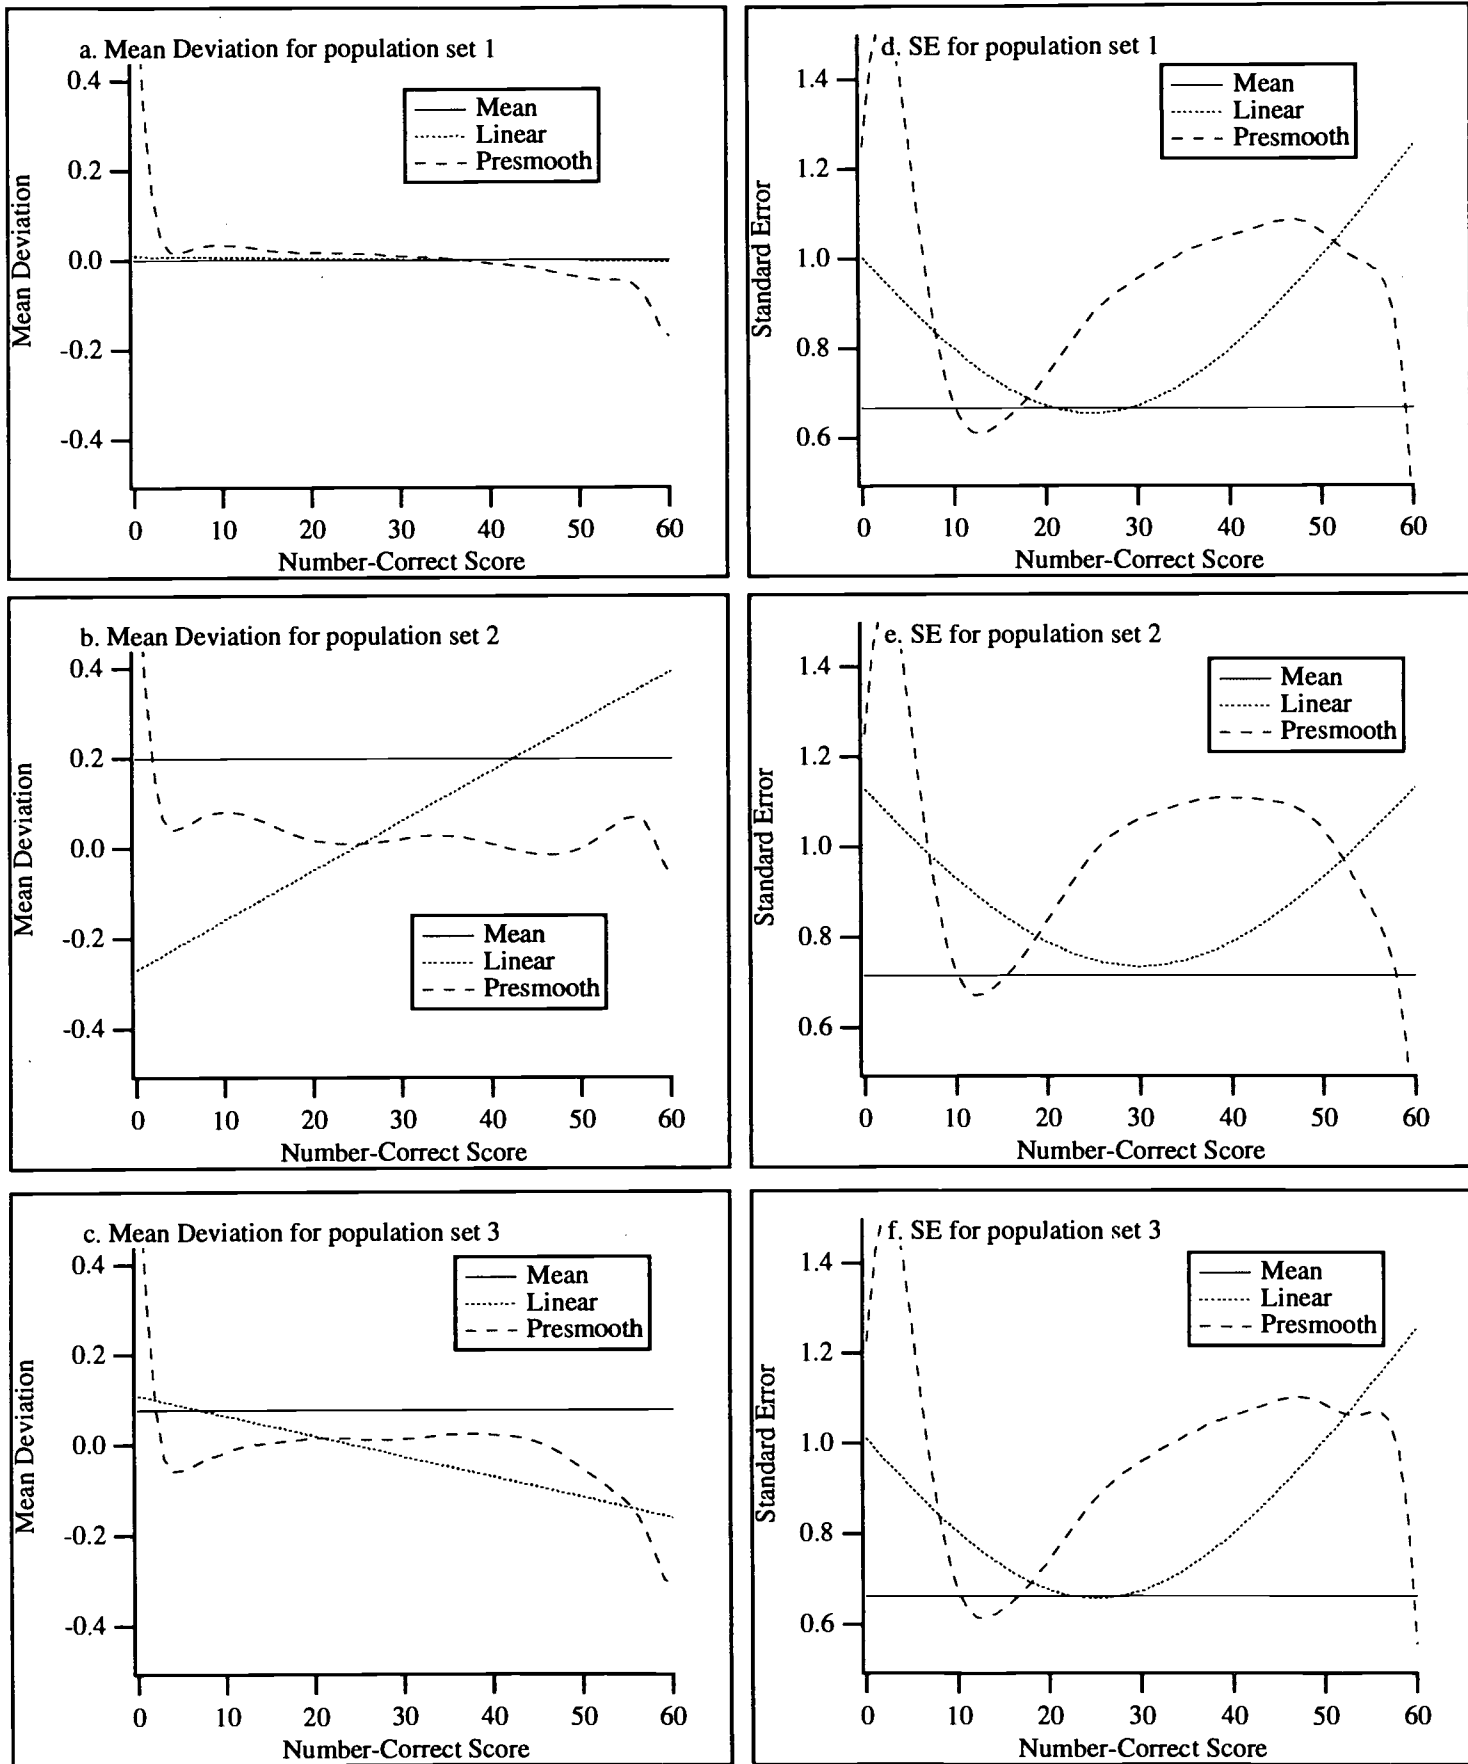 a. Mean Deviation for population set 1
Mean Deviation
0.4
0.2
0.0
-0.2
-0.4
Mean
Linear
Presmooth
0 10 20 30 40 50 60
Number-Correct Score
d. SE for population set 1
Standard Error
1.4
1.2
1.0
0.8
0.6
Mean
Linear
Presmooth
0 10 20 30 40 50 60
Number-Correct Score
b. Mean Deviation for population set 2
Mean Deviation
0.4
0.2
0.0
-0.2
-0.4
Mean
Linear
Presmooth
0 10 20 30 40 50 60
Number-Correct Score
e. SE for population set 2
Standard Error
1.4
1.2
1.0
0.8
0.6
Mean
Linear
Presmooth
0 10 20 30 40 50 60
Number-Correct Score
c. Mean Deviation for population set 3
Mean Deviation
0.4
0.2
0.0
-0.2
-0.4
Mean
Linear
Presmooth
0 10 20 30 40 50 60
Number-Correct Score
f. SE for population set 3
Standard Error
1.4
1.2
1.0
0.8
0.6
Mean
Linear
Presmooth
0 10 20 30 40 50 60
Number-Correct Score